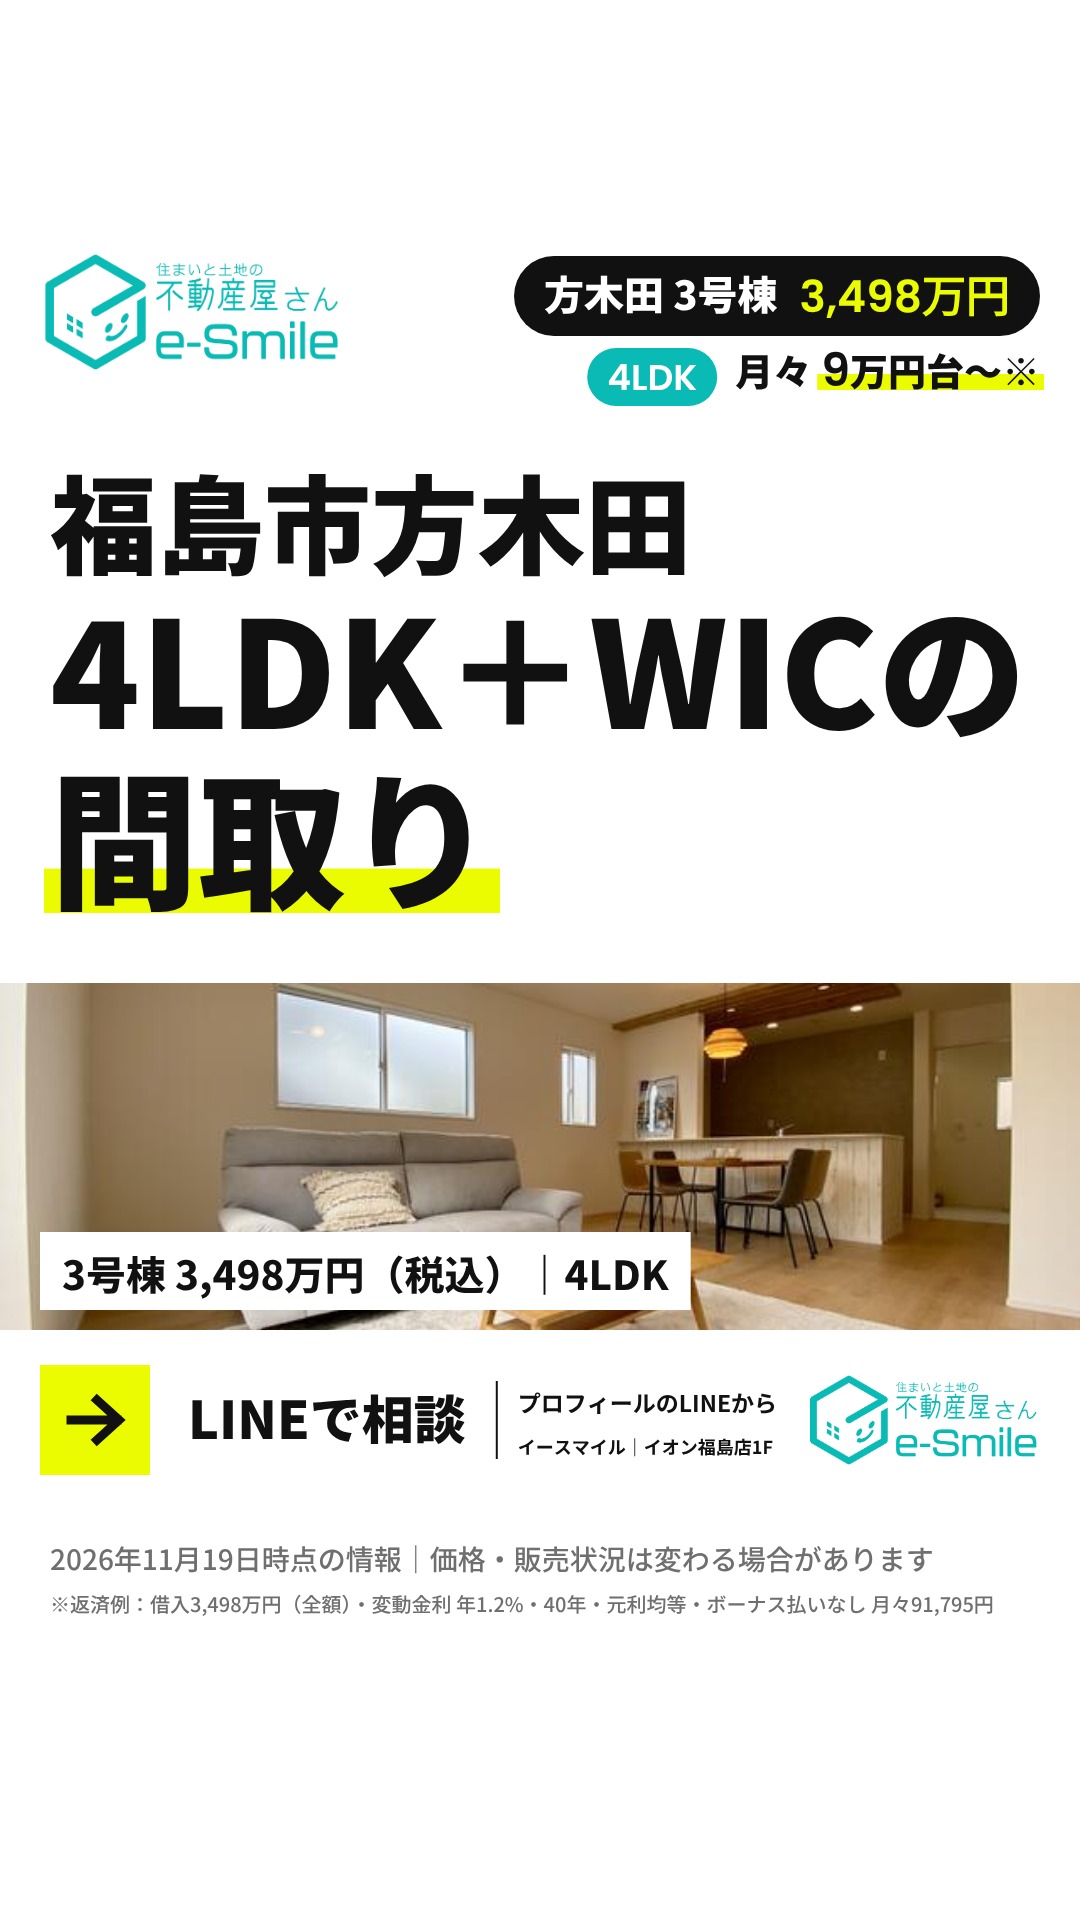 住まいと土地の
不動産屋さん
e-Smile
方木田 3号棟 3,498万円
4LDK 月々 9万円台～※
福島市方木田
4LDK＋WICの
間取り
3号棟 3,498万円（税込）｜4LDK
LINEで相談
プロフィールのLINEから
イースマイル｜イオン福島店1F
住まいと土地の
不動産屋さん
e-Smile
2026年11月19日時点の情報｜価格・販売状況は変わる場合があります
※返済例：借入3,498万円（全額）・変動金利 年1.2%・40年・元利均等・ボーナス払いなし 月々91,795円